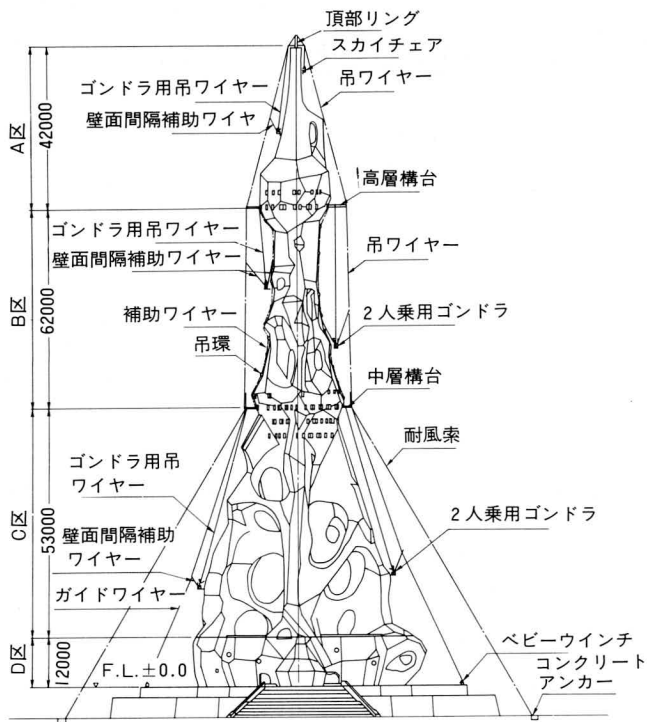 頂部リング
スカイチェア
ゴンドラ用吊ワイヤー
吊ワイヤー
壁面間隔補助ワイヤ
A区
42000
高層構台
ゴンドラ用吊ワイヤー
壁面間隔補助ワイヤー
吊ワイヤー
B区
62000
補助ワイヤー
2人乗用ゴンドラ
吊環
中層構台
耐風索
ゴンドラ用吊
ワイヤー
C区
53000
2人乗用ゴンドラ
壁面間隔補助
ワイヤー
ガイドワイヤー
D区
12000
F.L.±0.0
ベビーウインチ
コンクリート
アンカー